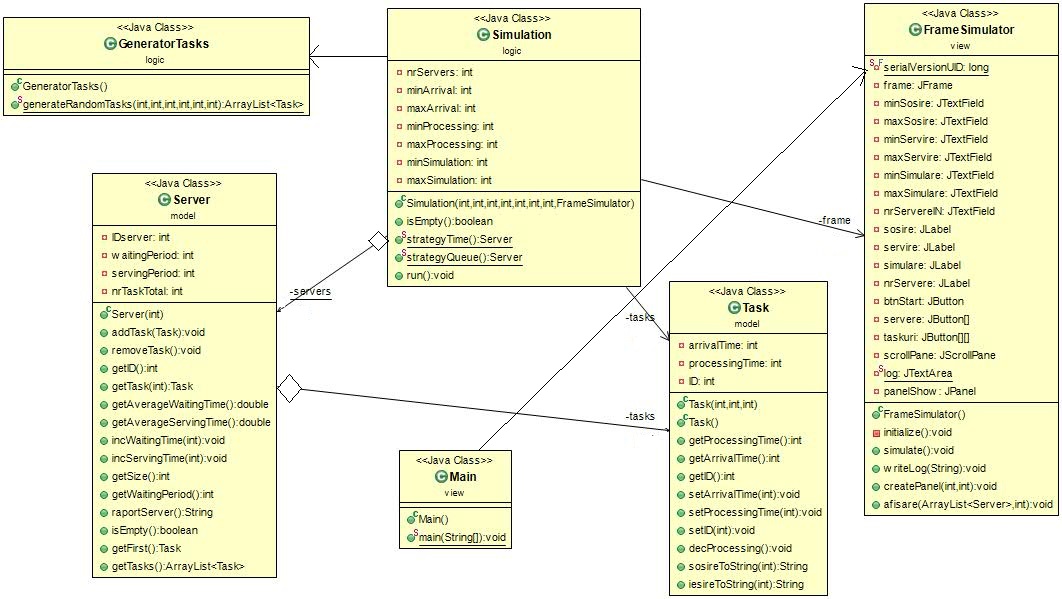 <<Java Class>>
GeneratorTasks
logic
GeneratorTasks()
generateRandomTasks(int,int,int,int,int,int):ArrayList<Task>
<<Java Class>>
Simulation
logic
nrServers: int
minArrival: int
maxArrival: int
minProcessing: int
maxProcessing: int
minSimulation: int
maxSimulation: int
Simulation(int,int,int,int,int,int,int,FrameSimulator)
isEmpty():boolean
strategyTime():Server
strategyQueue():Server
run():void
<<Java Class>>
FrameSimulator
view
serialVersionUID: long
frame: JFrame
minSosire: JTextField
maxSosire: JTextField
minServire: JTextField
maxServire: JTextField
minSimulare: JTextField
maxSimulare: JTextField
nrServereIN: JTextField
sosire: JLabel
servire: JLabel
simulare: JLabel
nrServere: JLabel
btnStart: JButton
servere: JButton[]
taskuri: JButton[][]
scrollPane: JScrollPane
log: JTextArea
panelShow: JPanel
FrameSimulator()
initialize():void
simulate():void
writeLog(String):void
createPanel(int,int):void
afisare(ArrayList<Server>,int):void
<<Java Class>>
Server
model
IDserver: int
waitingPeriod: int
servingPeriod: int
nrTaskTotal: int
Server(int)
addTask(Task):void
removeTask():void
getID():int
getTask(int):Task
getAverageWaitingTime():double
getAverageServingTime():double
incWaitingTime(int):void
incServingTime(int):void
getSize():int
getWaitingPeriod():int
raportServer():String
isEmpty():boolean
getFirst():Task
getTasks():ArrayList<Task>
-servers
-frame
-tasks
-tasks
<<Java Class>>
Task
model
arrivalTime: int
processingTime: int
ID: int
Task(int,int,int)
Task()
getProcessingTime():int
getArrivalTime():int
getID():int
setArrivalTime(int):void
setProcessingTime(int):void
setID(int):void
decProcessing():void
sosireToString(int):String
iesireToString(int):String
<<Java Class>>
Main
view
Main()
main(String[]):void